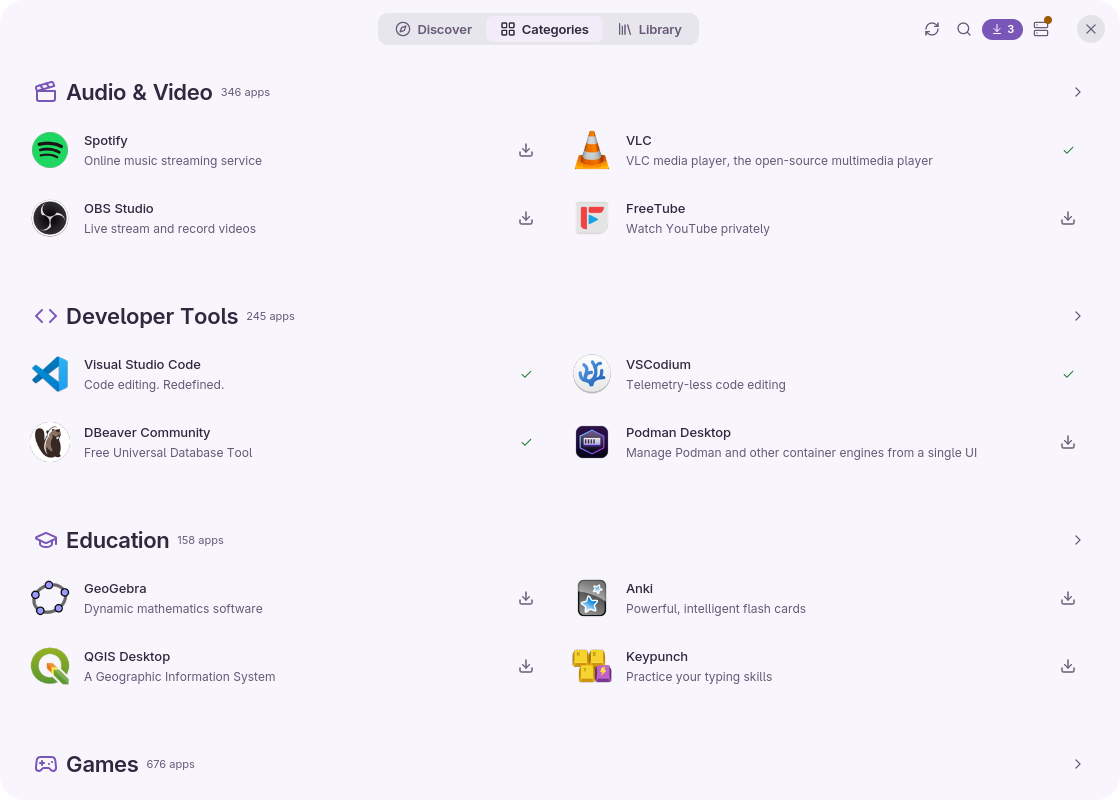 Discover
Categories
Library
3
Audio & Video 346 apps
Spotify
Online music streaming service
VLC
VLC media player, the open-source multimedia player
OBS Studio
Live stream and record videos
FreeTube
Watch YouTube privately
Developer Tools 245 apps
Visual Studio Code
Code editing. Redefined.
VSCodium
Telemetry-less code editing
DBeaver Community
Free Universal Database Tool
Podman Desktop
Manage Podman and other container engines from a single UI
Education 158 apps
GeoGebra
Dynamic mathematics software
Anki
Powerful, intelligent flash cards
QGIS Desktop
A Geographic Information System
Keypunch
Practice your typing skills
Games 676 apps